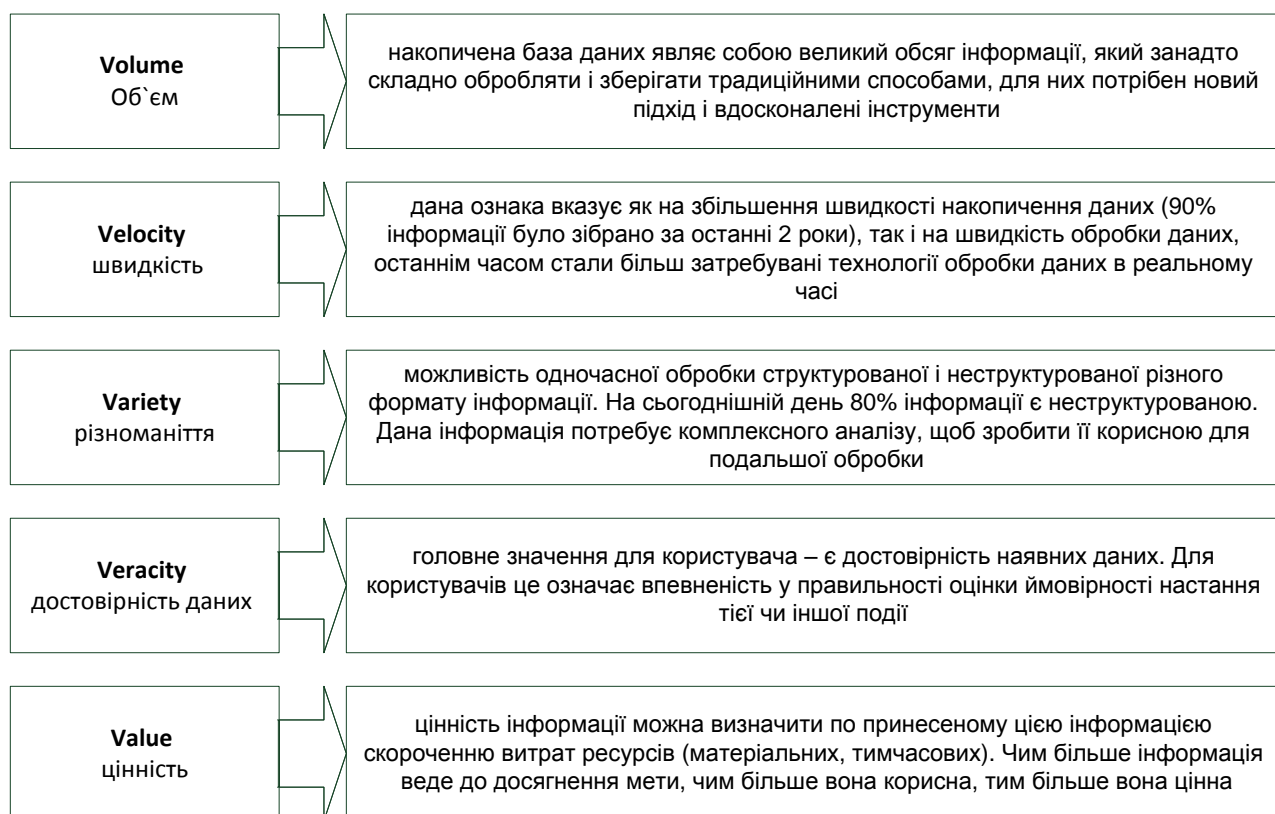 Volume
Об`єм
накопичена база даних являє собою великий обсяг інформації, який занадто
складно обробляти і зберігати традиційними способами, для них потрібен новий
підхід і вдосконалені інструменти
Velocity
швидкість
дана ознака вказує як на збільшення швидкості накопичення даних (90%
інформації було зібрано за останні 2 роки), так і на швидкість обробки даних,
останнім часом стали більш затребувані технології обробки даних в реальному
часі
Variety
різноманіття
можливість одночасної обробки структурованої і неструктурованої різного
формату інформації. На сьогоднішній день 80% інформації є неструктурованою.
Дана інформація потребує комплексного аналізу, щоб зробити її корисною для
подальшої обробки
Veracity
достовірність даних
головне значення для користувача – є достовірність наявних даних. Для
користувачів це означає впевненість у правильності оцінки ймовірності настання
тієї чи іншої події
Value
цінність
цінність інформації можна визначити по принесеному цією інформацією
скороченню витрат ресурсів (матеріальних, тимчасових). Чим більше інформація
веде до досягнення мети, чим більше вона корисна, тим більше вона цінна